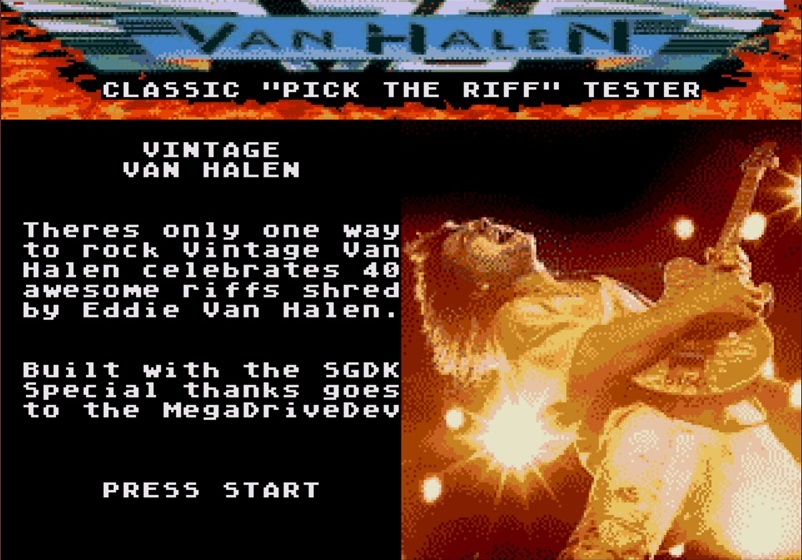 VAN HALEN
CLASSIC "PICK THE RIFF" TESTER
VINTAGE
VAN HALEN
Theres only one way
to rock Vintage Van
Halen celebrates 40
awesome riffs shred
by Eddie Van Halen.
Built with the SGDK
Special thanks goes
to the MegaDriveDev
PRESS START